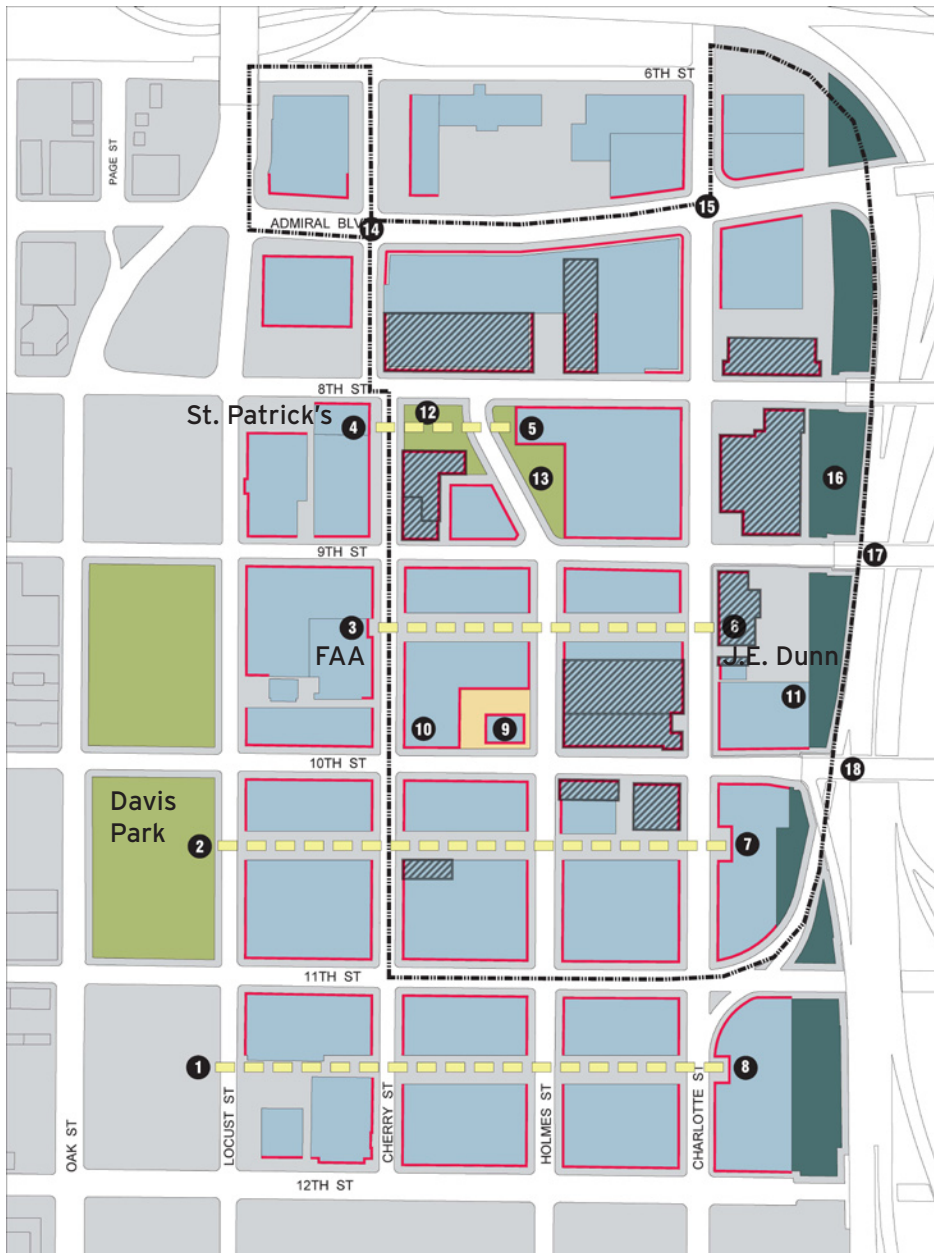 6TH ST
PAGE ST
15
ADMIRAL BLV
14
8TH ST
St. Patrick's
12
4
5
13
16
9TH ST
17
3
6
FAA
J.E. Dunn
11
10
9
10TH ST
18
Davis
Park
2
7
11TH ST
1
8
OAK ST
LOCUST ST
CHERRY ST
HOLMES ST
CHARLOTTE ST
12TH ST